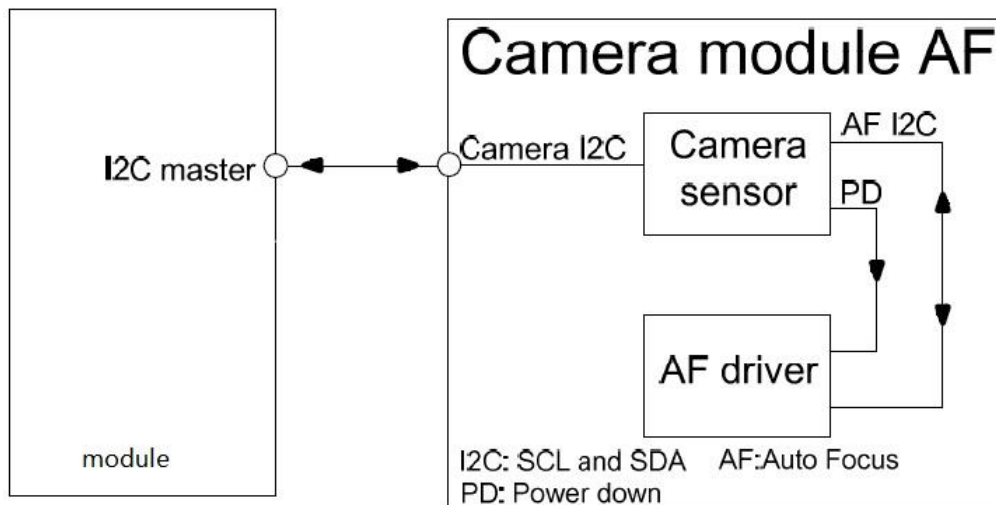 Camera module AF
I2C master
Camera I2C
Camera
sensor
AF I2C
PD
AF driver
module
I2C: SCL and SDA AF:Auto Focus
PD: Power down